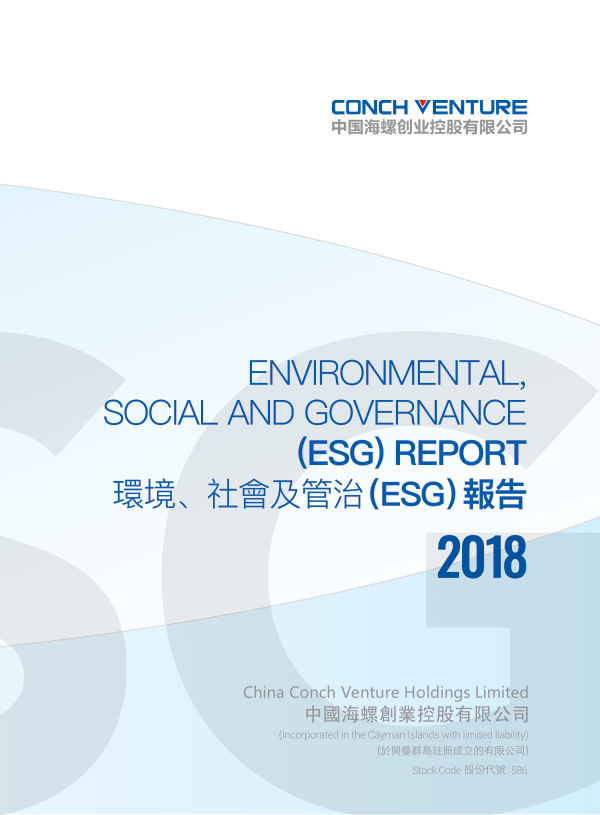 CONCH VENTURE
中国海螺创业控股有限公司
ENVIRONMENTAL,
SOCIAL AND GOVERNANCE
(ESG) REPORT
環境、社會及管治(ESG)報告
2018
China Conch Venture Holdings Limited
中國海螺創業控股有限公司
(Incorporated in the Cayman Islands with limited liability)
(於開曼群島註冊成立的有限公司)
Stock Code 股份代號:586
SG